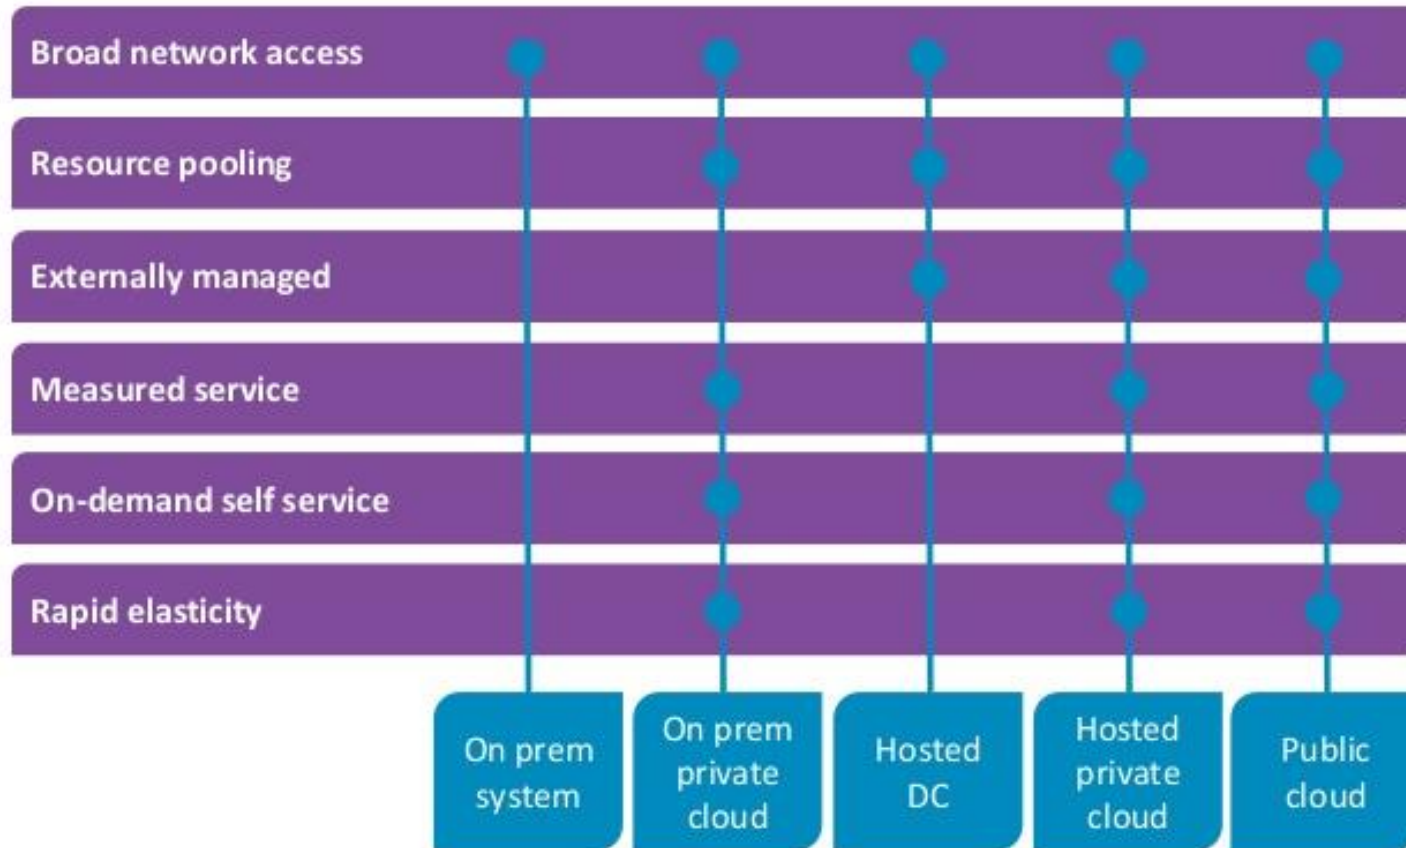 Broad network access
Resource pooling
Externally managed
Measured service
On-demand self service
Rapid elasticity
On prem
system
On prem
private
cloud
Hosted
DC
Hosted
private
cloud
Public
cloud